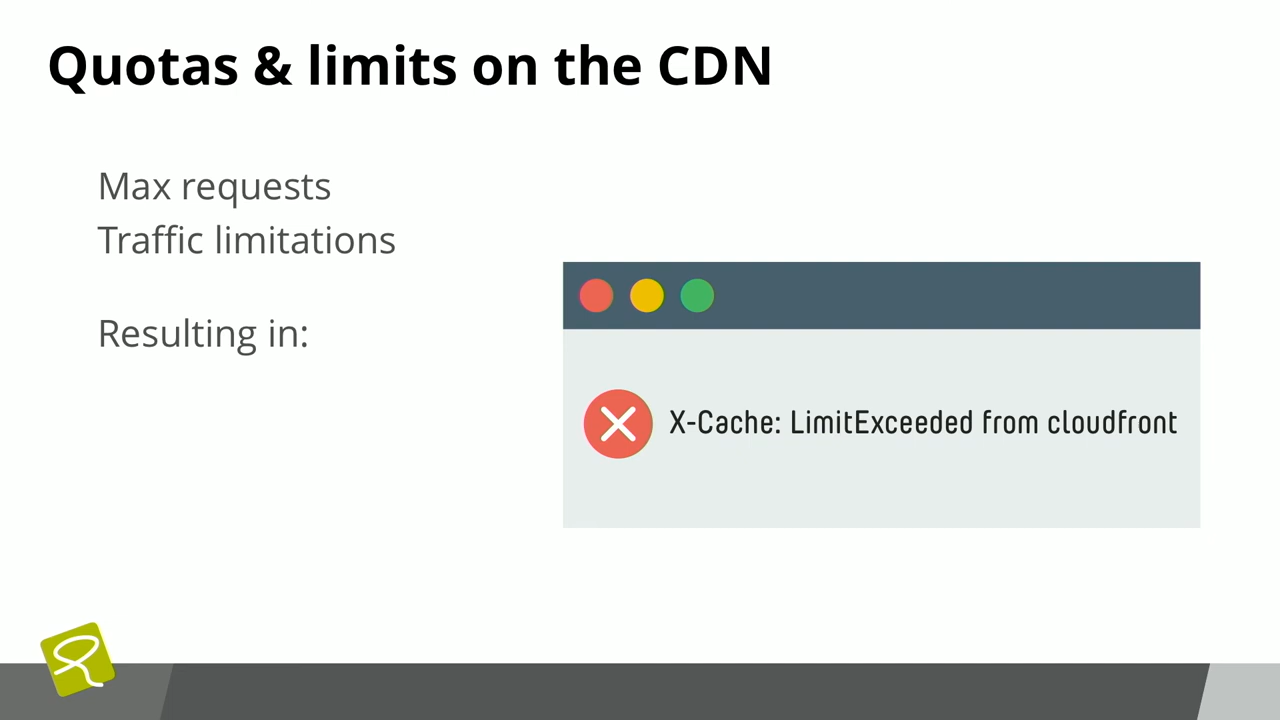 Quotas & limits on the CDN
Max requests
Traffic limitations
Resulting in:
X-Cache: LimitExceeded from cloudfront